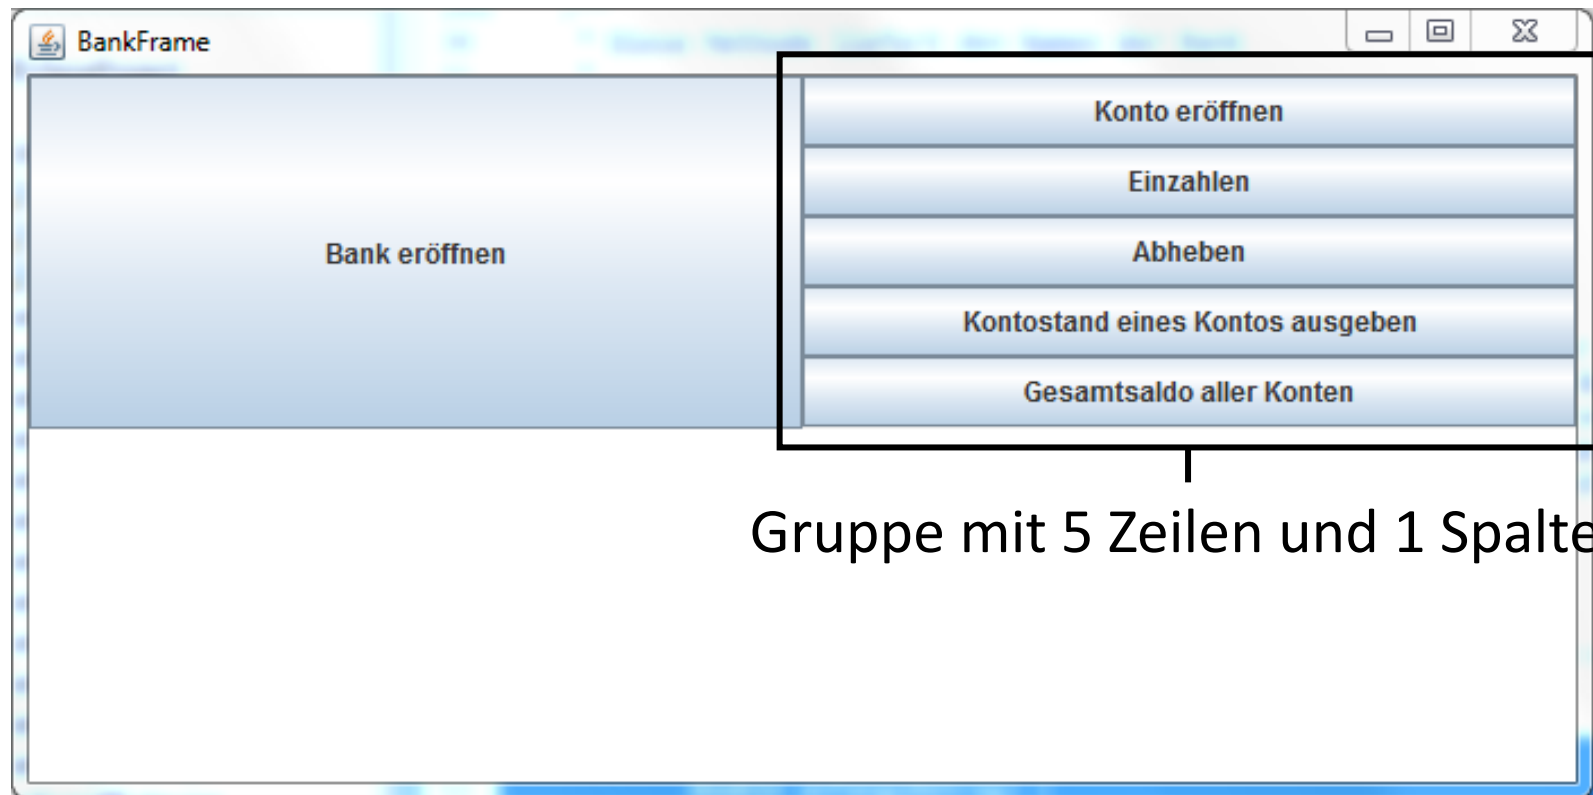 BankFrame
Bank eröffnen
Konto eröffnen
Einzahlen
Abheben
Kontostand eines Kontos ausgeben
Gesamtsaldo aller Konten
Gruppe mit 5 Zeilen und 1 Spalte